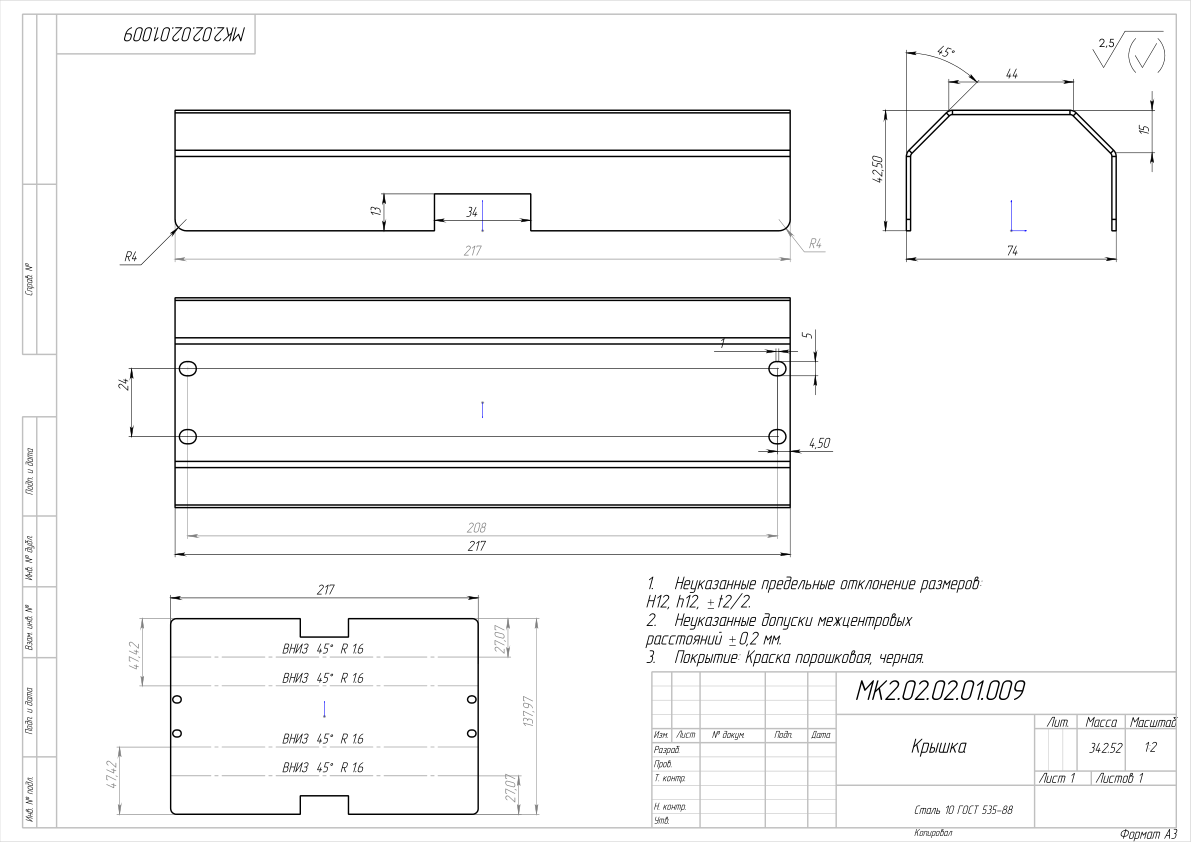 МК2.02.02.01.009
2,5
45°
44
15
42,50
74
13
34
R4
217
R4
1
5
24
4,50
208
217
217
47,42
27,07
ВНИЗ 45° R 1.6
ВНИЗ 45° R 1.6
137,97
ВНИЗ 45° R 1.6
ВНИЗ 45° R 1.6
47,42
27,07
1. Неуказанные предельные отклонение размеров:
H12, h12, ±t2/2.
2. Неуказанные допуски межцентровых
расстояний ±0,2 мм.
3. Покрытие: Краска порошковая, черная.
Справ. №
Подп. и дата
Инв. № дубл.
Взам. инв. №
Подп. и дата
Инв. № подл.
МК2.02.02.01.009
Изм. Лист № докум. Подп. Дата
Разраб.
Пров.
Т. контр.
Н. контр.
Утв.
Крышка
Лит. Масса Масштаб
342.52 1:2
Лист 1 Листов 1
Сталь 10 ГОСТ 535-88
Копировал
Формат А3